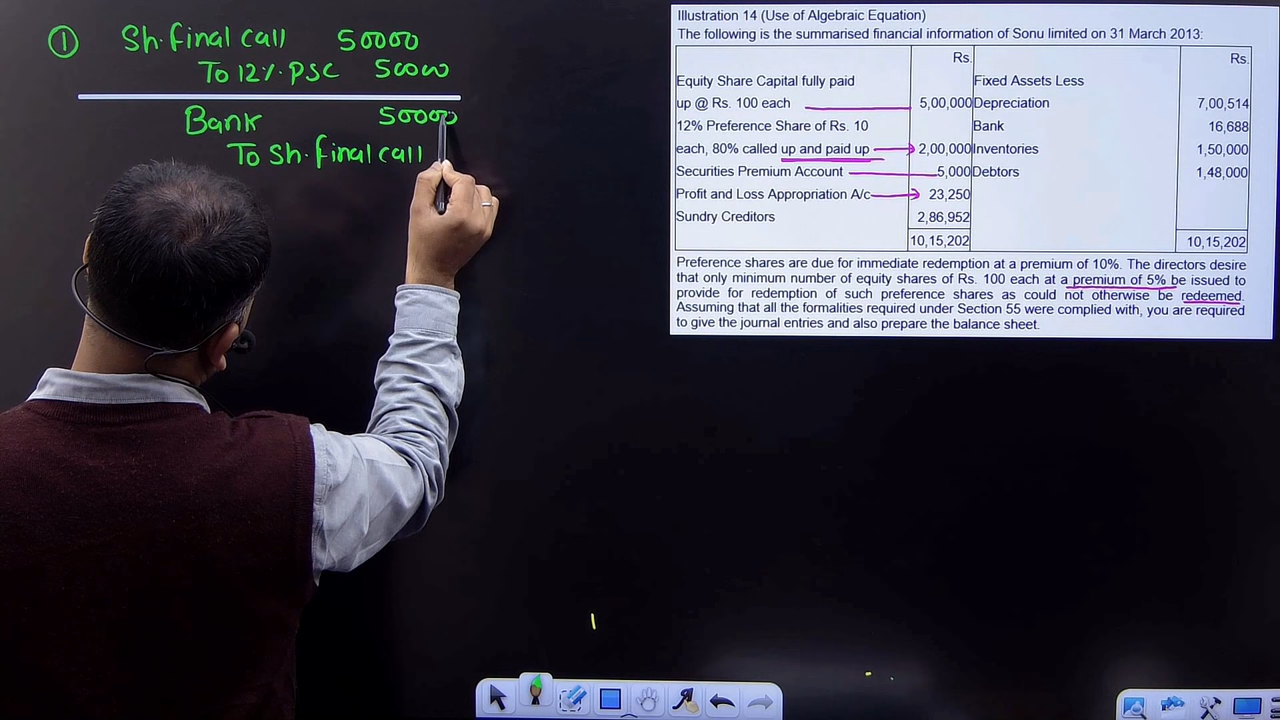 ① Sh. final call 50000
To 12% PSC 50000
Bank 50000
To Sh. final call
Illustration 14 (Use of Algebraic Equation)
The following is the summarised financial information of Sonu limited on 31 March 2013:
Rs. Rs.
Equity Share Capital fully paid Fixed Assets Less
up @ Rs. 100 each 5,00,000 Depreciation 7,00,514
12% Preference Share of Rs. 10 Bank 16,688
each, 80% called up and paid up 2,00,000 Inventories 1,50,000
Securities Premium Account 5,000 Debtors 1,48,000
Profit and Loss Appropriation A/c 23,250
Sundry Creditors 2,86,952
10,15,202 10,15,202
Preference shares are due for immediate redemption at a premium of 10%. The directors desire
that only minimum number of equity shares of Rs. 100 each at a premium of 5% be issued to
provide for redemption of such preference shares as could not otherwise be redeemed.
Assuming that all the formalities required under Section 55 were complied with, you are required
to give the journal entries and also prepare the balance sheet.